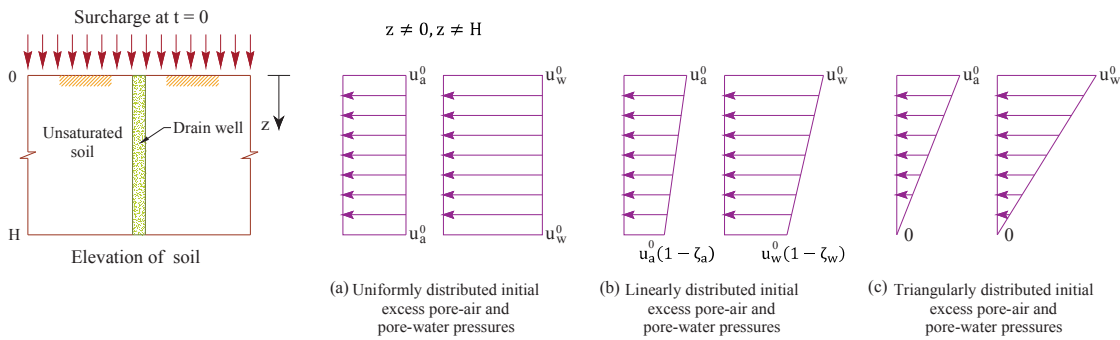 Surcharge at t = 0
0
Unsaturated
soil
Drain well
z
H
Elevation of soil
z ≠ 0, z ≠ H
u_a^0
u_w^0
u_a^0
u_w^0
(a) Uniformly distributed initial
excess pore-air and
pore-water pressures
u_a^0
u_w^0
u_a^0(1 − ζ_a)
u_w^0(1 − ζ_w)
(b) Linearly distributed initial
excess pore-air and
pore-water pressures
u_a^0
u_w^0
0
0
(c) Triangularly distributed initial
excess pore-air and
pore-water pressures